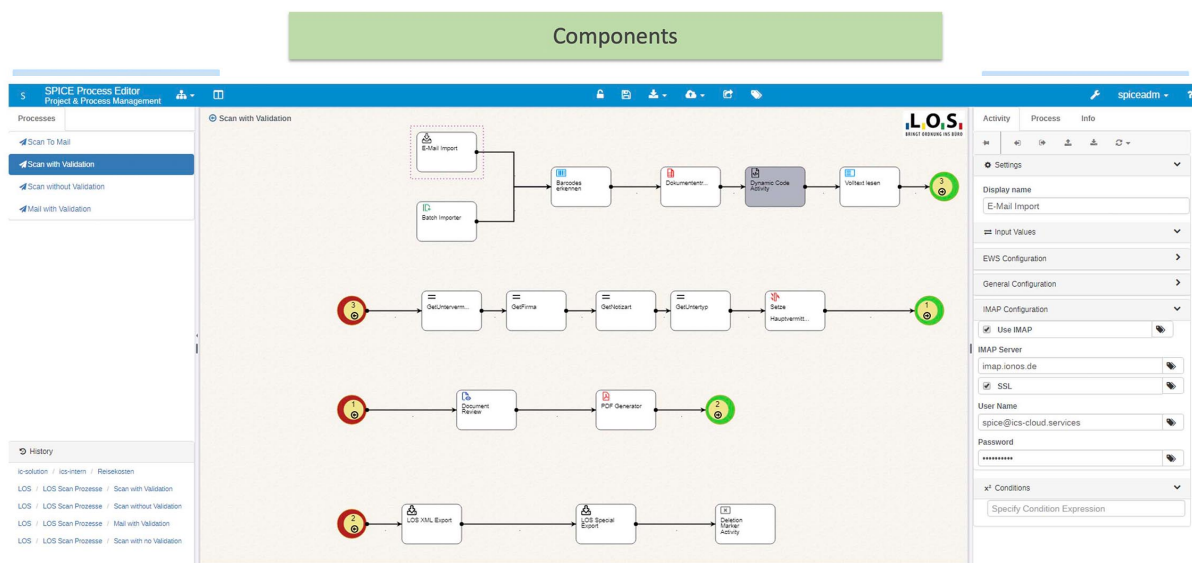 Components
S
SPICE Process Editor
Project & Process Management
spiceadm
?
Processes
Scan To Mail
Scan with Validation
Scan without Validation
Mail with Validation
History
ic-solution / ics-intern / Reisekosten
LOS / LOS Scan Prozesse / Scan with Validation
LOS / LOS Scan Prozesse / Scan without Validation
LOS / LOS Scan Prozesse / Mail with Validation
LOS / LOS Scan Prozesse / Scan with no Validation
Scan with Validation
L.O.S.
BRINGT ORDNUNG INS BÜRO
E-Mail Import
Batch Importer
Barcodes
erkennen
Dokumententr...
Dynamic Code
Activity
Volltext lesen
3
3
GetUnterverm...
GetFirma
GetNotizart
GetUntertyp
Setze
Hauptvermitt...
1
1
Document
Review
PDF Generator
2
2
LOS XML Export
LOS Special
Export
Deletion
Marker
Activity
Activity
Process
Info
Settings
Display name
E-Mail Import
Input Values
EWS Configuration
General Configuration
IMAP Configuration
Use IMAP
IMAP Server
imap.ionos.de
SSL
User Name
spice@ics-cloud.services
Password
••••••••••
x² Conditions
Specify Condition Expression